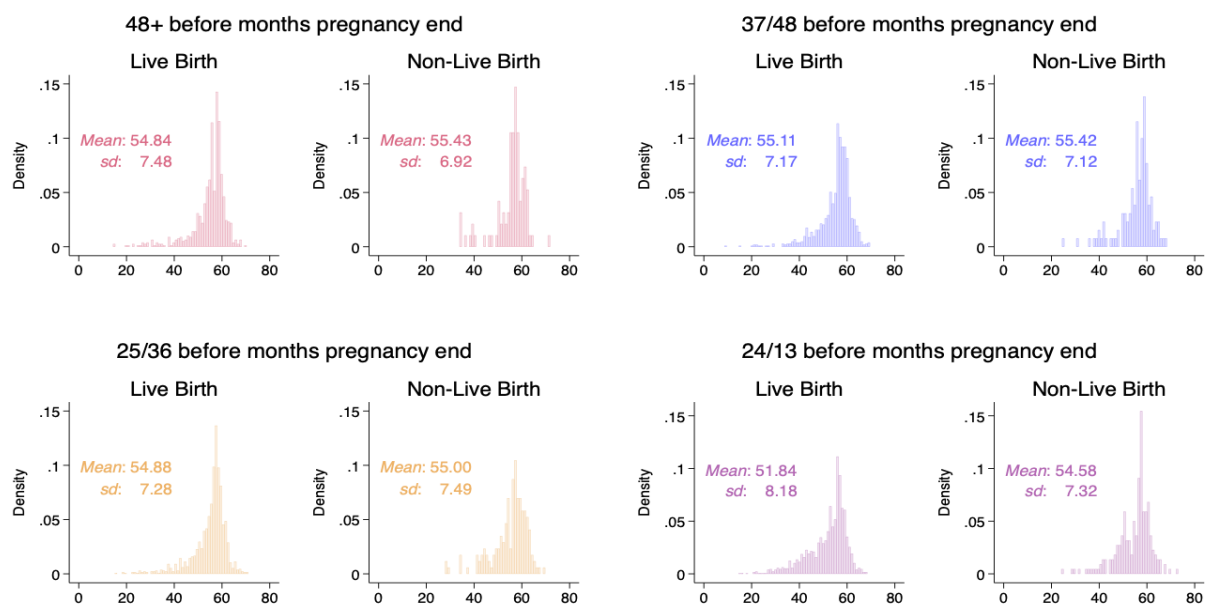 48+ before months pregnancy end
Live Birth
Non-Live Birth
.15
.1
.05
0
Density
Mean: 54.84
sd: 7.48
0 20 40 60 80
.15
.1
.05
0
Density
Mean: 55.43
sd: 6.92
0 20 40 60 80
37/48 before months pregnancy end
Live Birth
Non-Live Birth
.15
.1
.05
0
Density
Mean: 55.11
sd: 7.17
0 20 40 60 80
.15
.1
.05
0
Density
Mean: 55.42
sd: 7.12
0 20 40 60 80
25/36 before months pregnancy end
Live Birth
Non-Live Birth
.15
.1
.05
0
Density
Mean: 54.88
sd: 7.28
0 20 40 60 80
.15
.1
.05
0
Density
Mean: 55.00
sd: 7.49
0 20 40 60 80
24/13 before months pregnancy end
Live Birth
Non-Live Birth
.15
.1
.05
0
Density
Mean: 51.84
sd: 8.18
0 20 40 60 80
.15
.1
.05
0
Density
Mean: 54.58
sd: 7.32
0 20 40 60 80